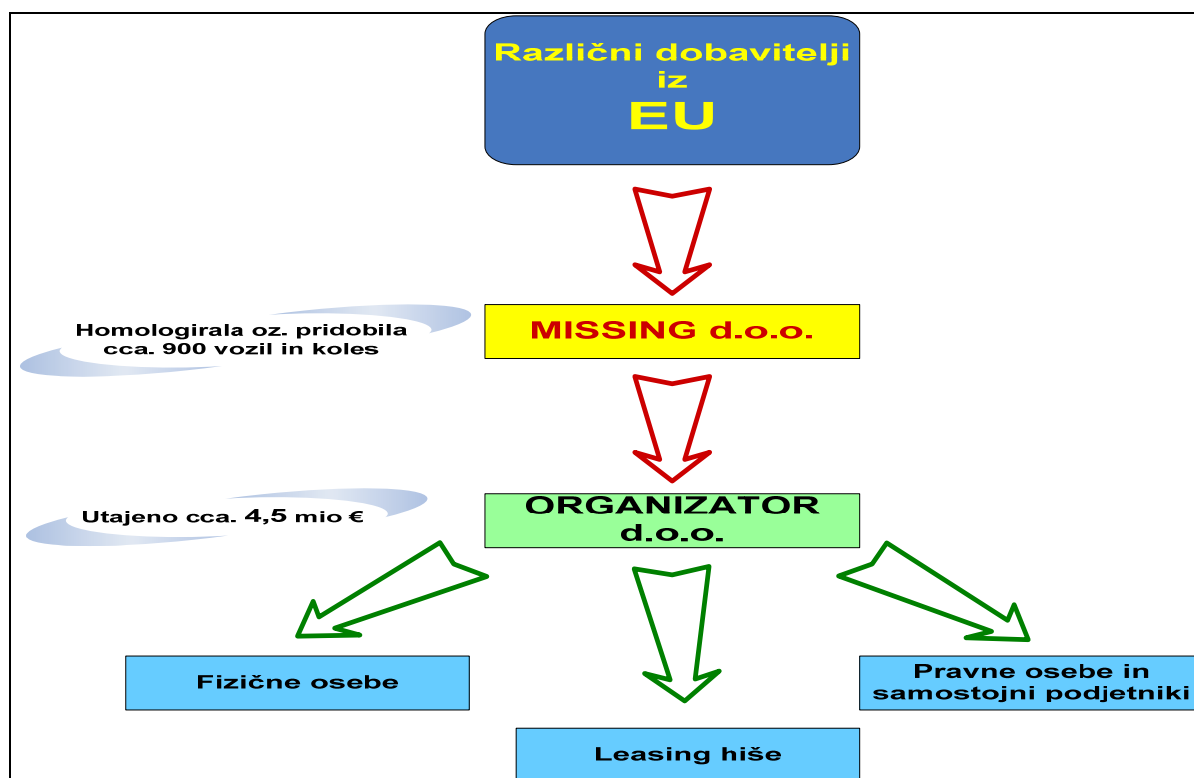 Različni dobavitelji
iz
EU
MISSING d.o.o.
Homologirala oz. pridobila
cca. 900 vozil in koles
ORGANIZATOR
d.o.o.
Utajeno cca. 4,5 mio €
Fizične osebe
Pravne osebe in
samostojni podjetniki
Leasing hiše